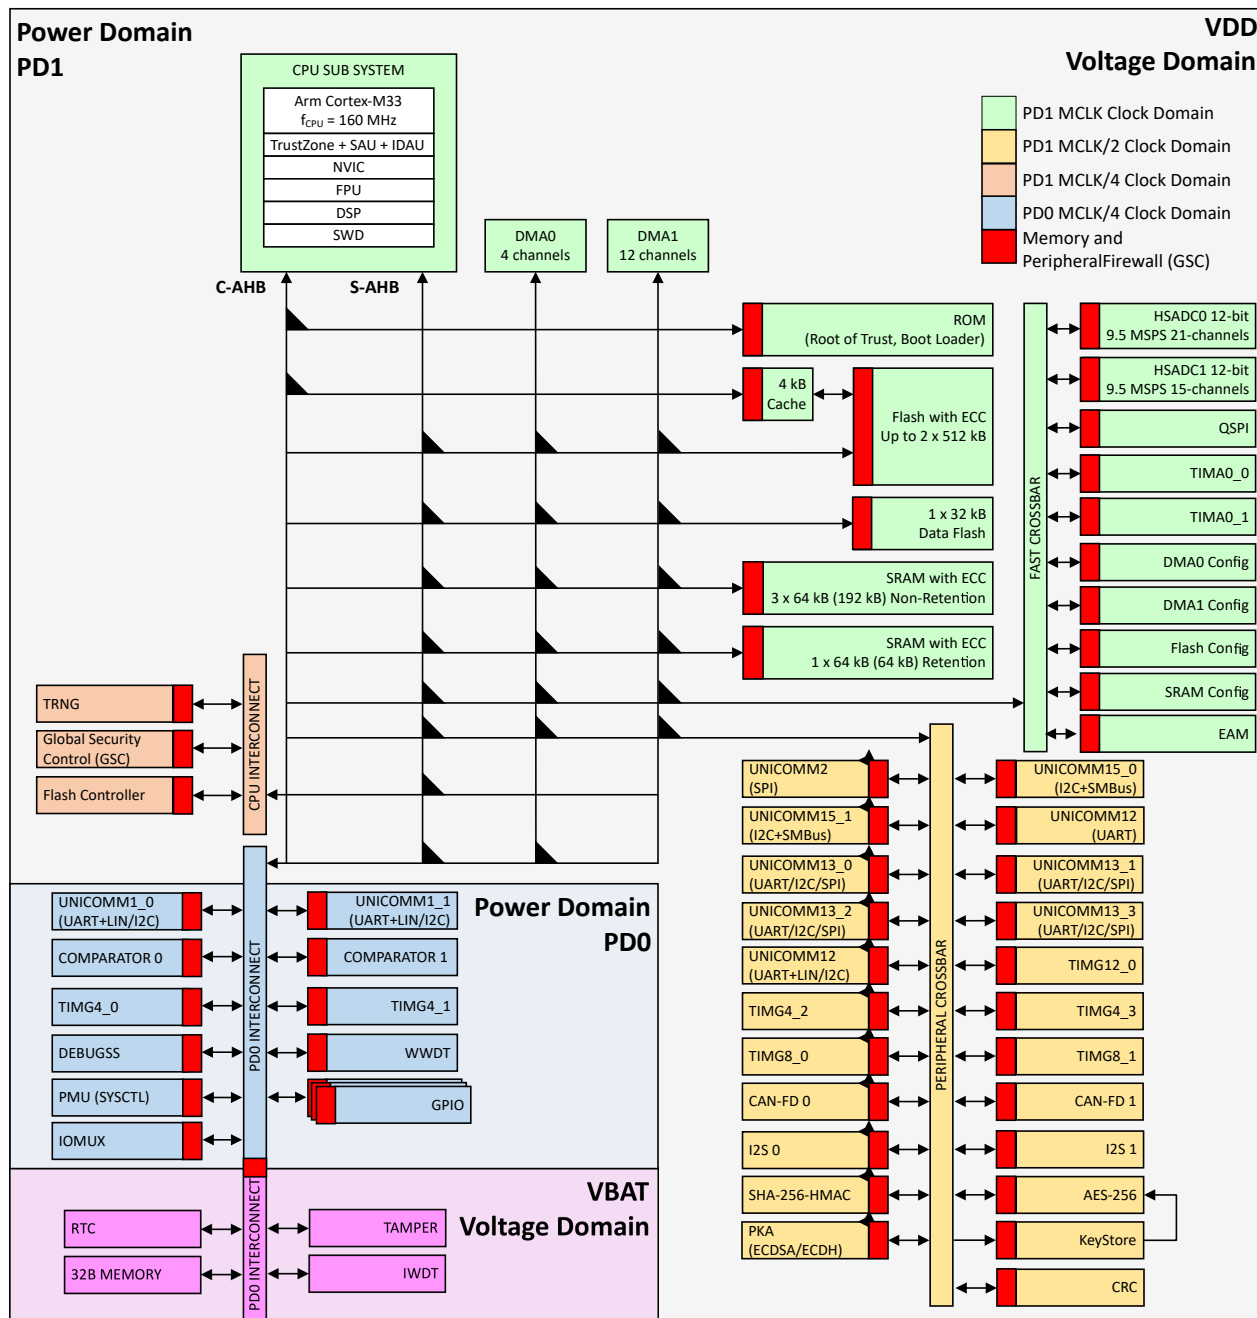 Power Domain
PD1
VDD
Voltage Domain
CPU SUB SYSTEM
Arm Cortex-M33
fCPU = 160 MHz
TrustZone + SAU + IDAU
NVIC
FPU
DSP
SWD
DMA0
4 channels
DMA1
12 channels
PD1 MCLK Clock Domain
PD1 MCLK/2 Clock Domain
PD1 MCLK/4 Clock Domain
PD0 MCLK/4 Clock Domain
Memory and
PeripheralFirewall (GSC)
C-AHB
S-AHB
ROM
(Root of Trust, Boot Loader)
4 kB
Cache
Flash with ECC
Up to 2 x 512 kB
1 x 32 kB
Data Flash
SRAM with ECC
3 x 64 kB (192 kB) Non-Retention
SRAM with ECC
1 x 64 kB (64 kB) Retention
FAST CROSSBAR
HSADC0 12-bit
9.5 MSPS 21-channels
HSADC1 12-bit
9.5 MSPS 15-channels
QSPI
TIMA0_0
TIMA0_1
DMA0 Config
DMA1 Config
Flash Config
SRAM Config
EAM
TRNG
Global Security
Control (GSC)
Flash Controller
CPU INTERCONNECT
PERIPHERAL CROSSBAR
UNICOMM2
(SPI)
UNICOMM15_0
(I2C+SMBus)
UNICOMM15_1
(I2C+SMBus)
UNICOMM12
(UART)
UNICOMM13_0
(UART/I2C/SPI)
UNICOMM13_1
(UART/I2C/SPI)
UNICOMM13_2
(UART/I2C/SPI)
UNICOMM13_3
(UART/I2C/SPI)
UNICOMM12
(UART+LIN/I2C)
TIMG12_0
TIMG4_2
TIMG4_3
TIMG8_0
TIMG8_1
CAN-FD 0
CAN-FD 1
I2S 0
I2S 1
SHA-256-HMAC
AES-256
PKA
(ECDSA/ECDH)
KeyStore
CRC
Power Domain
PD0
PD0 INTERCONNECT
UNICOMM1_0
(UART+LIN/I2C)
UNICOMM1_1
(UART+LIN/I2C)
COMPARATOR 0
COMPARATOR 1
TIMG4_0
TIMG4_1
DEBUGSS
WWDT
PMU (SYSCTL)
GPIO
IOMUX
VBAT
Voltage Domain
PD0 INTERCONNECT
RTC
TAMPER
32B MEMORY
IWDT